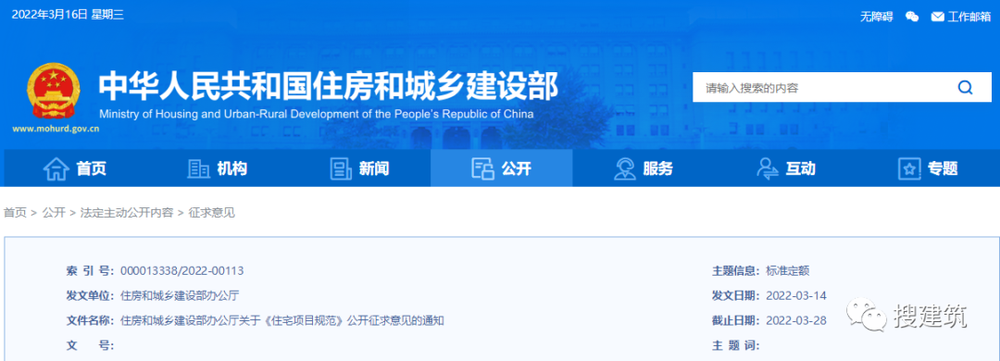 2022年3月16日 星期三
无障碍 工作邮箱
中华人民共和国住房和城乡建设部
Ministry of Housing and Urban-Rural Development of the People's Republic of China
www.mohurd.gov.cn
请输入搜索的内容
首页 机构 新闻 公开 服务 互动 专题
首页 > 公开 > 法定主动公开内容 > 征求意见
索 引 号： 000013338/2022-00113 主题信息： 标准定额
发文单位： 住房和城乡建设部办公厅 发文日期： 2022-03-14
文件名称： 住房和城乡建设部办公厅关于《住宅项目规范》公开征求意见的通知 截止日期： 2022-03-28
文 号： 主 题 词：
搜建筑